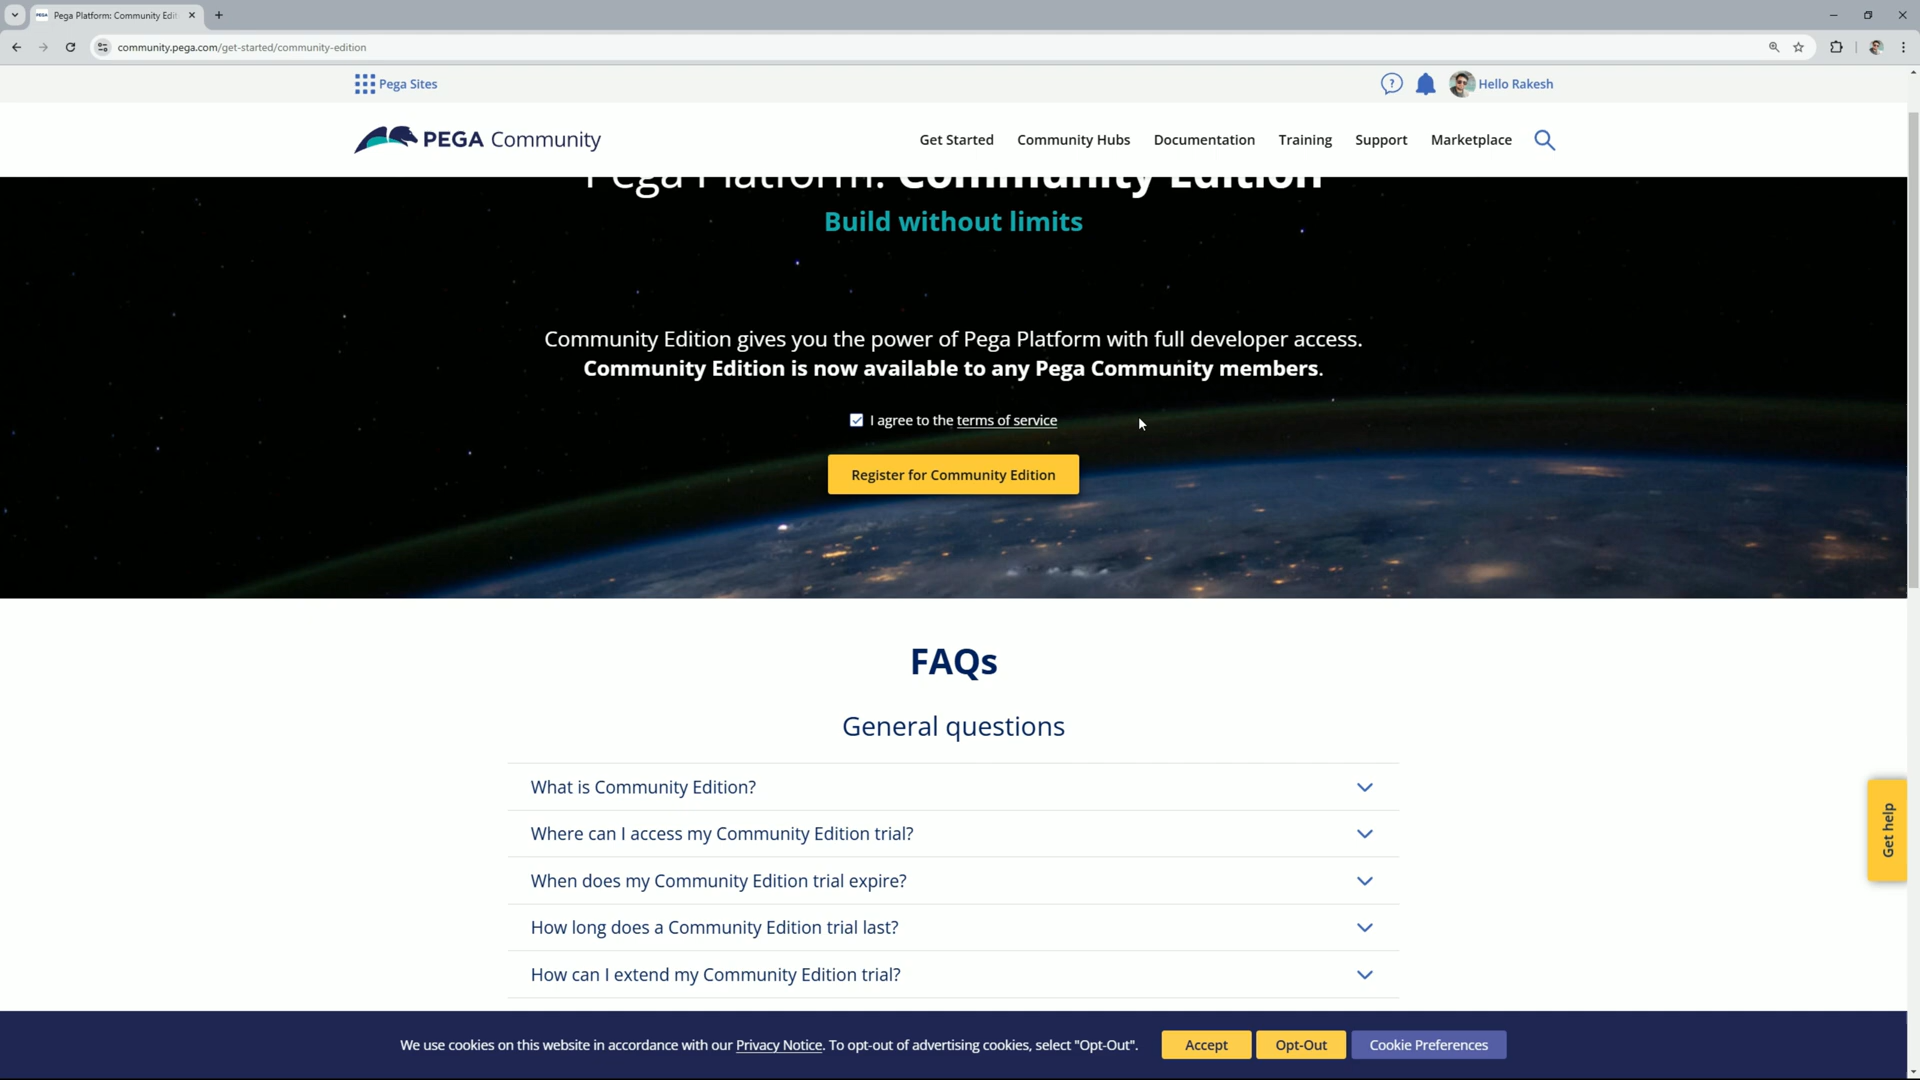 Pega Platform: Community Edit
community.pega.com/get-started/community-edition
Pega Sites
Hello Rakesh
PEGA Community
Get Started
Community Hubs
Documentation
Training
Support
Marketplace
Pega Platform: Community Edition
Build without limits
Community Edition gives you the power of Pega Platform with full developer access.
Community Edition is now available to any Pega Community members.
I agree to the terms of service
Register for Community Edition
FAQs
General questions
What is Community Edition?
Where can I access my Community Edition trial?
When does my Community Edition trial expire?
How long does a Community Edition trial last?
How can I extend my Community Edition trial?
Get help
We use cookies on this website in accordance with our Privacy Notice. To opt-out of advertising cookies, select "Opt-Out".
Accept
Opt-Out
Cookie Preferences